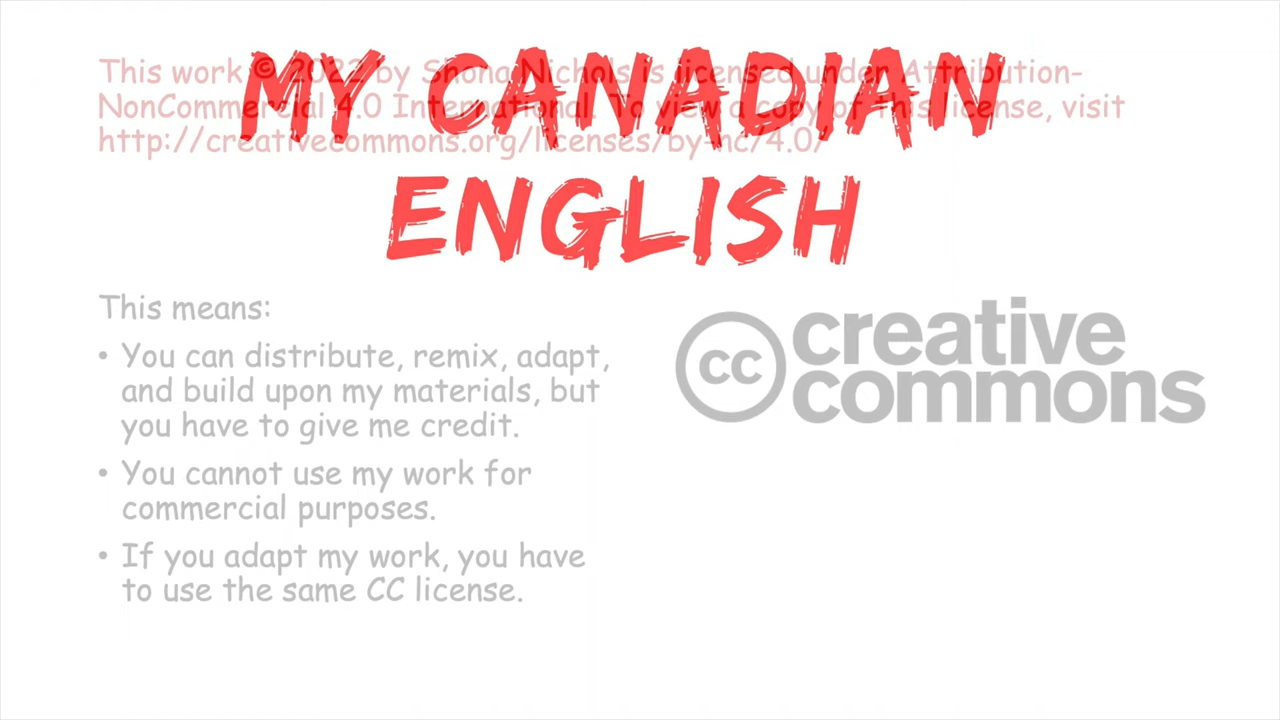 MY CANADIAN
ENGLISH
This work © 2022 by Shona Nichols is licensed under Attribution-
NonCommercial 4.0 International. To view a copy of this license, visit
http://creativecommons.org/licenses/by-nc/4.0/
This means:
• You can distribute, remix, adapt,
and build upon my materials, but
you have to give me credit.
• You cannot use my work for
commercial purposes.
• If you adapt my work, you have
to use the same CC license.
cc creative
commons